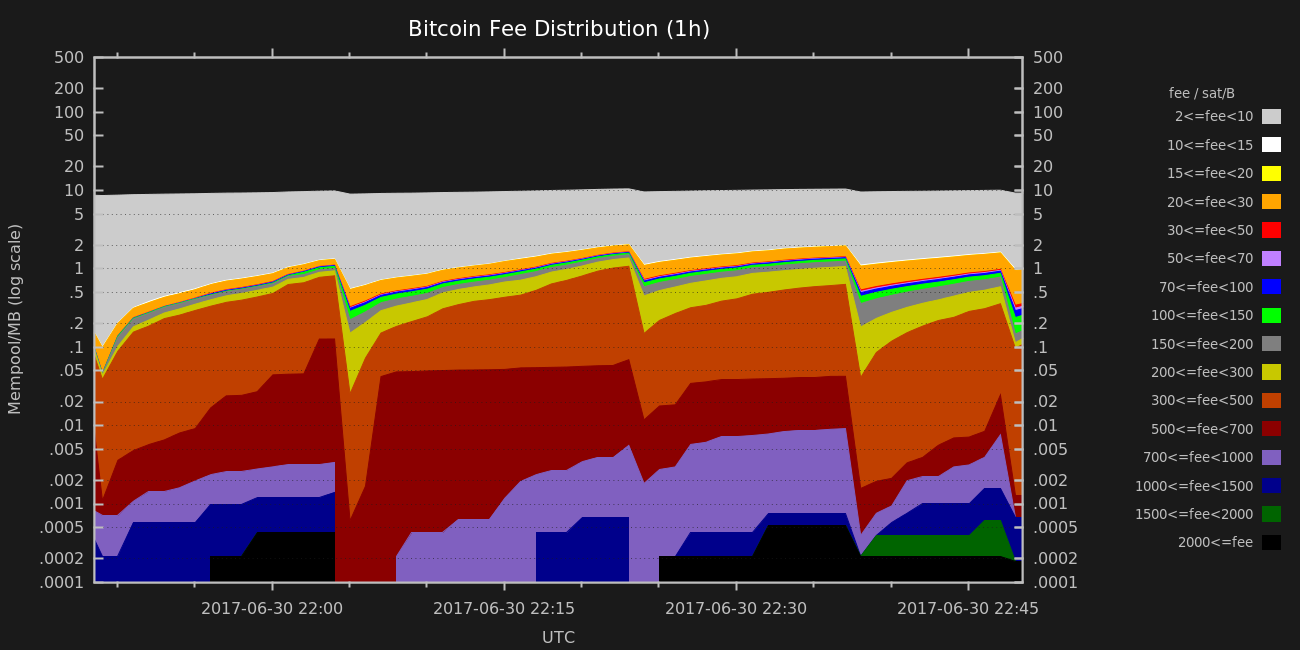 Bitcoin Fee Distribution (1h)
500 500
200 200
100 100
50 50
20 20
10 10
5 5
2 2
1 1
.5 .5
.2 .2
.1 .1
.05 .05
.02 .02
.01 .01
.005 .005
.002 .002
.001 .001
.0005 .0005
.0002 .0002
.0001 .0001
Mempool/MB (log scale)
2017-06-30 22:00 2017-06-30 22:15 2017-06-30 22:30 2017-06-30 22:45
UTC
fee / sat/B
2<=fee<10
10<=fee<15
15<=fee<20
20<=fee<30
30<=fee<50
50<=fee<70
70<=fee<100
100<=fee<150
150<=fee<200
200<=fee<300
300<=fee<500
500<=fee<700
700<=fee<1000
1000<=fee<1500
1500<=fee<2000
2000<=fee